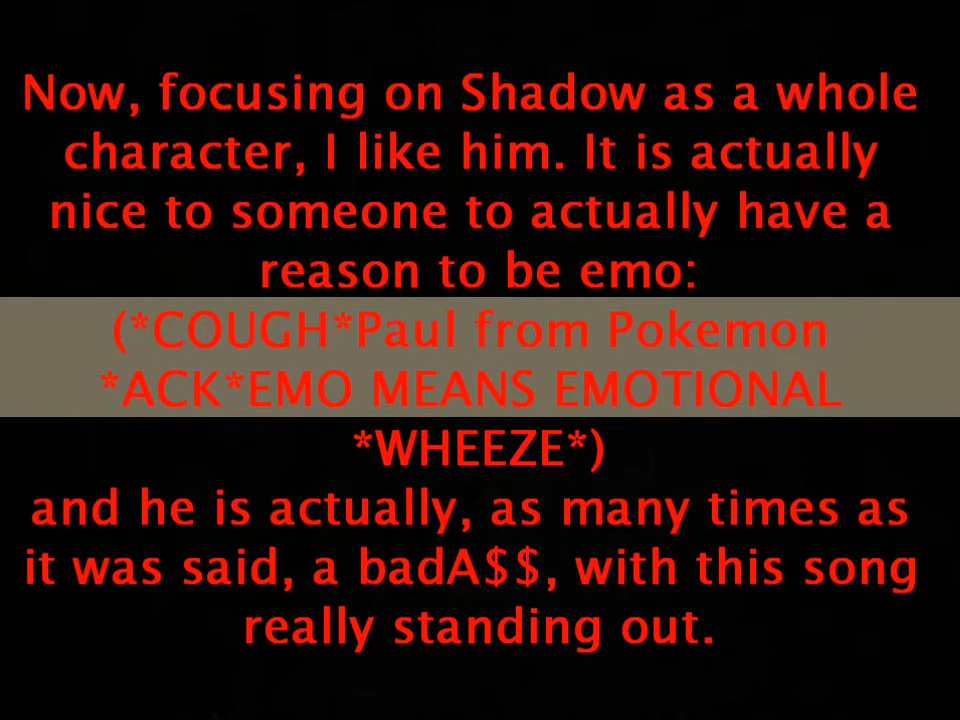 Now, focusing on Shadow as a whole
character, I like him. It is actually
nice to someone to actually have a
reason to be emo:
(*COUGH*Paul from Pokemon
*ACK*EMO MEANS EMOTIONAL
*WHEEZE*)
and he is actually, as many times as
it was said, a badA$$, with this song
really standing out.